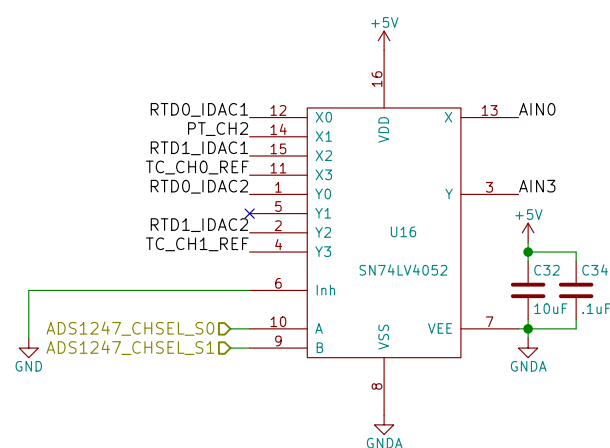 +5V
16
VDD
RTD0_IDAC1 12 X0 X 13 AIN0
PT_CH2 14 X1
RTD1_IDAC1 15 X2
TC_CH0_REF 11 X3
RTD0_IDAC2 1 Y0 Y 3 AIN3
5 Y1
RTD1_IDAC2 2 Y2 U16
TC_CH1_REF 4 Y3
+5V
SN74LV4052
C32 C34
10uF .1uF
6 Inh
ADS1247_CHSEL_S0 10 A VEE 7
ADS1247_CHSEL_S1 9 B
VSS
GND
GNDA
8
GNDA